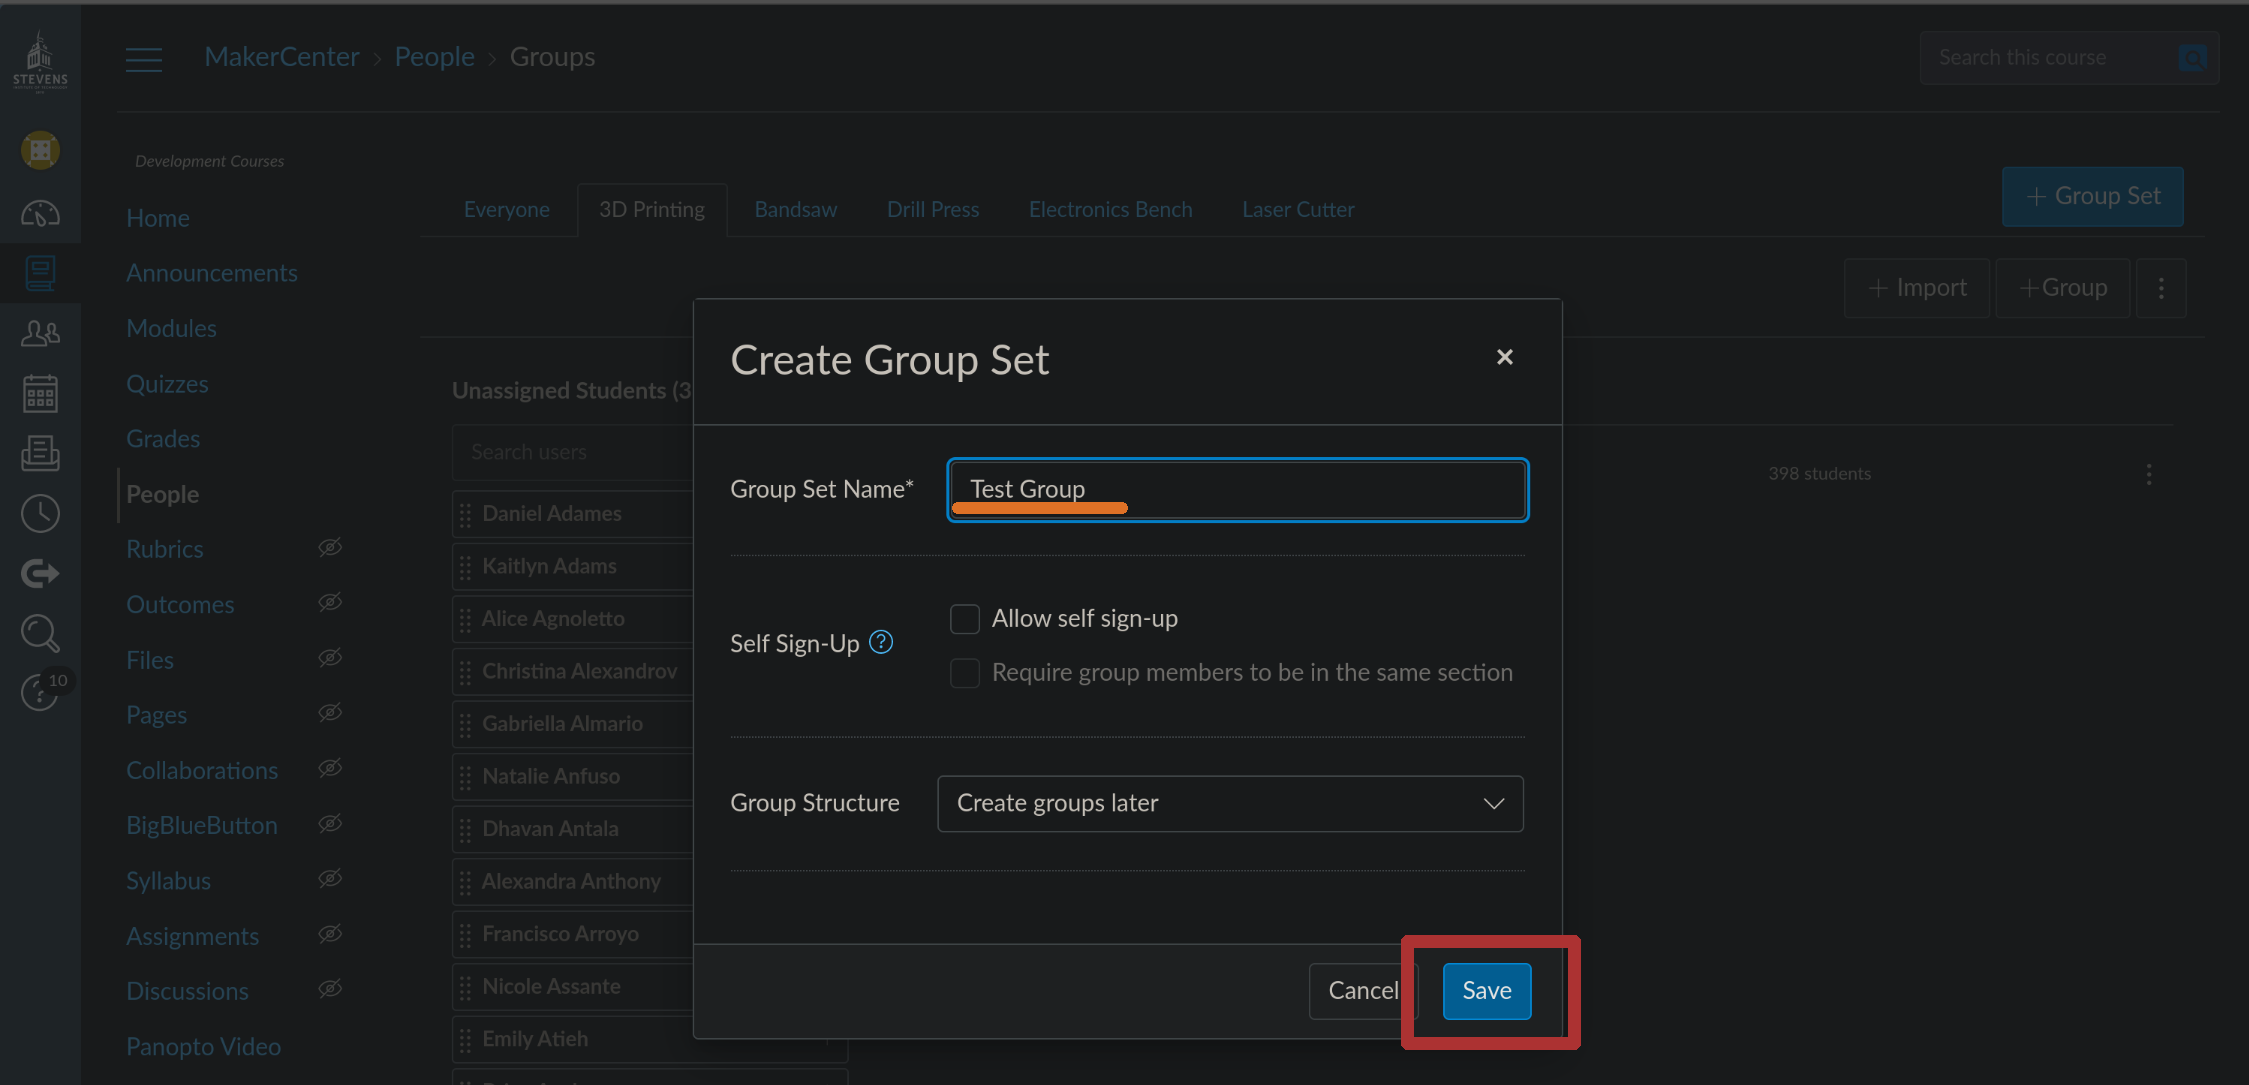 STEVENS
MakerCenter > People > Groups
Search this course
Development Courses
Home
Announcements
Modules
Quizzes
Grades
People
Rubrics
Outcomes
Files
Pages
Collaborations
BigBlueButton
Syllabus
Assignments
Discussions
Panopto Video
10
Everyone
3D Printing
Bandsaw
Drill Press
Electronics Bench
Laser Cutter
+ Group Set
+ Import
+Group
Unassigned Students (3
Search users
Daniel Adames
Kaitlyn Adams
Alice Agnoletto
Christina Alexandrov
Gabriella Almario
Natalie Anfuso
Dhavan Antala
Alexandra Anthony
Francisco Arroyo
Nicole Assante
Emily Atieh
398 students
Create Group Set
Group Set Name*
Test Group
Self Sign-Up
Allow self sign-up
Require group members to be in the same section
Group Structure
Create groups later
Cancel
Save